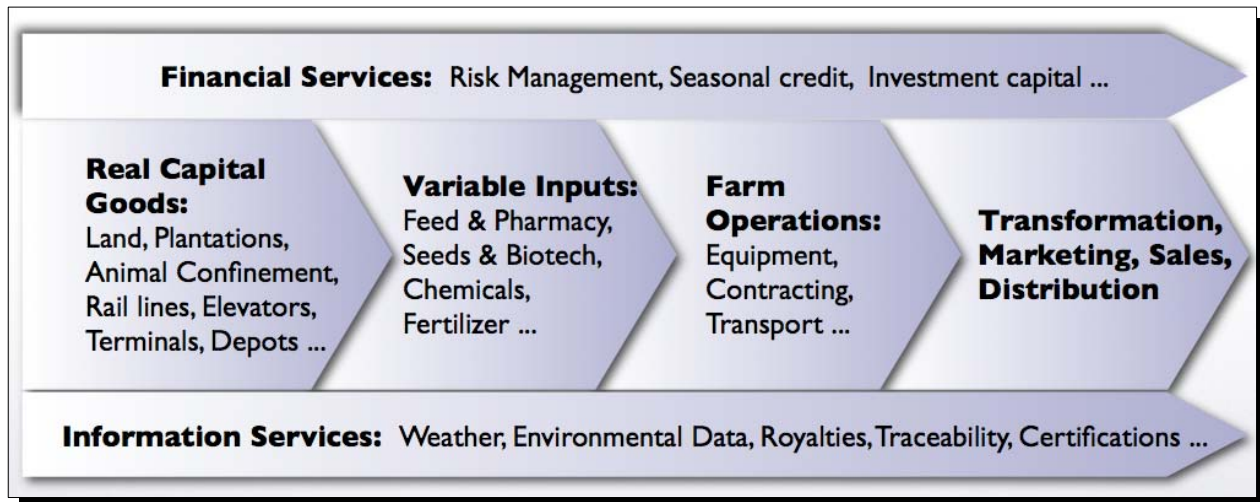 Financial Services: Risk Management, Seasonal credit, Investment capital ...
Real Capital
Goods:
Land, Plantations,
Animal Confinement,
Rail lines, Elevators,
Terminals, Depots ...
Variable Inputs:
Feed & Pharmacy,
Seeds & Biotech,
Chemicals,
Fertilizer ...
Farm
Operations:
Equipment,
Contracting,
Transport ...
Transformation,
Marketing, Sales,
Distribution
Information Services: Weather, Environmental Data, Royalties, Traceability, Certifications ...